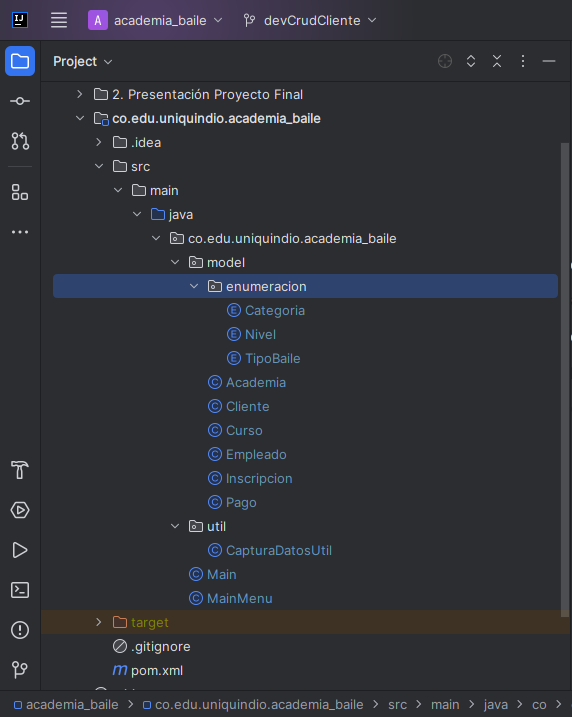 IJ
A academia_baile devCrudCliente
Project
2. Presentación Proyecto Final
co.edu.uniquindio.academia_baile
.idea
src
main
java
co.edu.uniquindio.academia_baile
model
enumeracion
E Categoria
E Nivel
E TipoBaile
C Academia
C Cliente
C Curso
C Empleado
C Inscripcion
C Pago
util
C CapturaDatosUtil
C Main
C MainMenu
target
.gitignore
m pom.xml
academia_baile > co.edu.uniquindio.academia_baile > src > main > java > co >